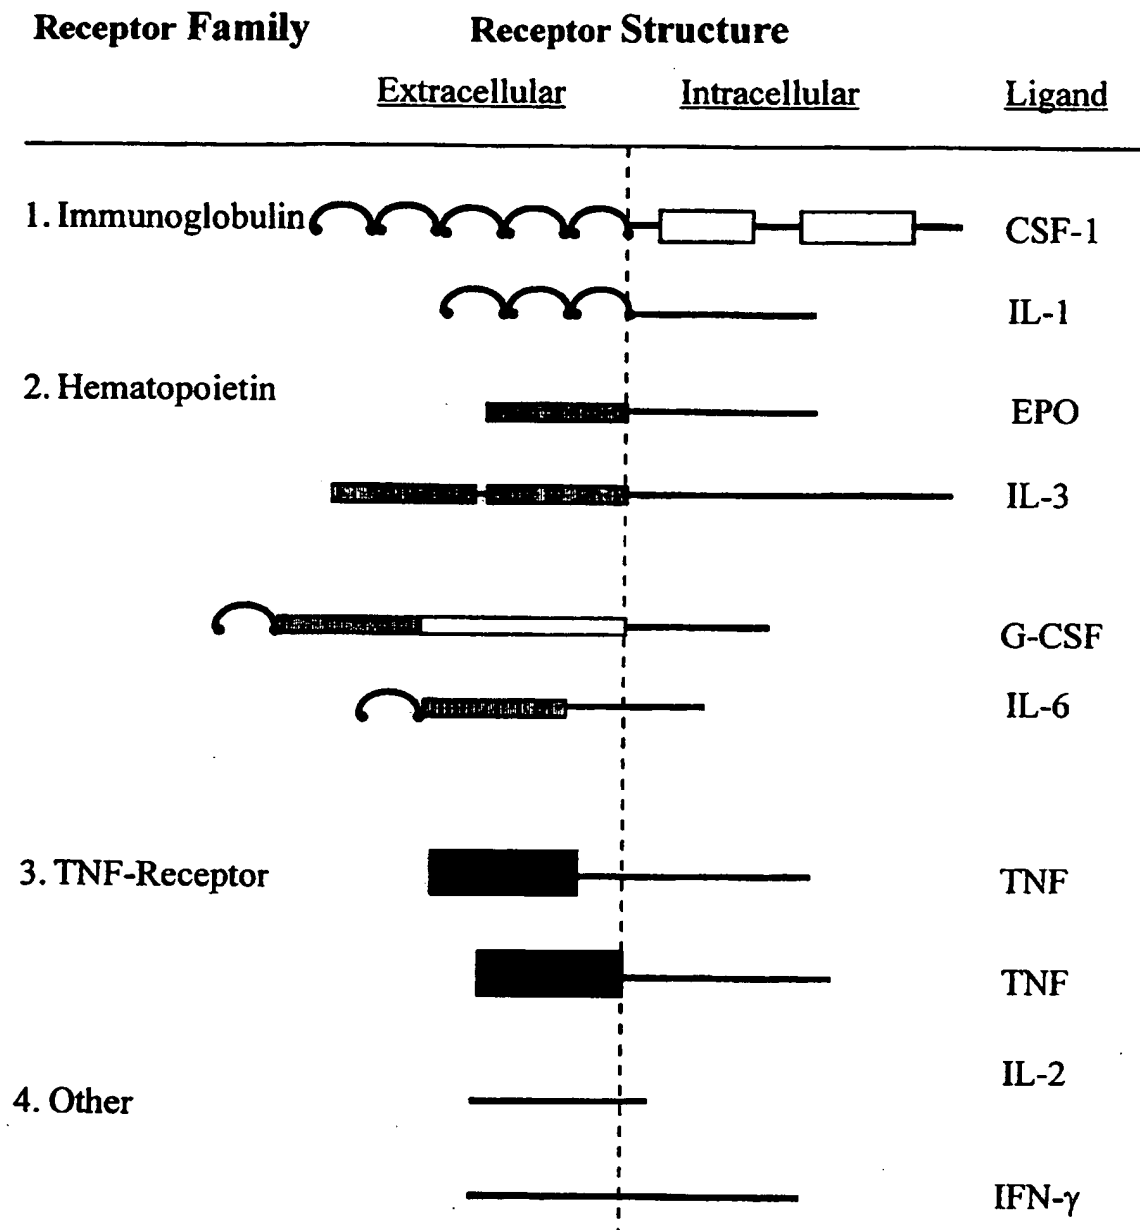 Receptor Family Receptor Structure
Extracellular Intracellular Ligand
1. Immunoglobulin CSF-1
IL-1
2. Hematopoietin
EPO
IL-3
G-CSF
IL-6
3. TNF-Receptor TNF
TNF
IL-2
4. Other
IFN-γ